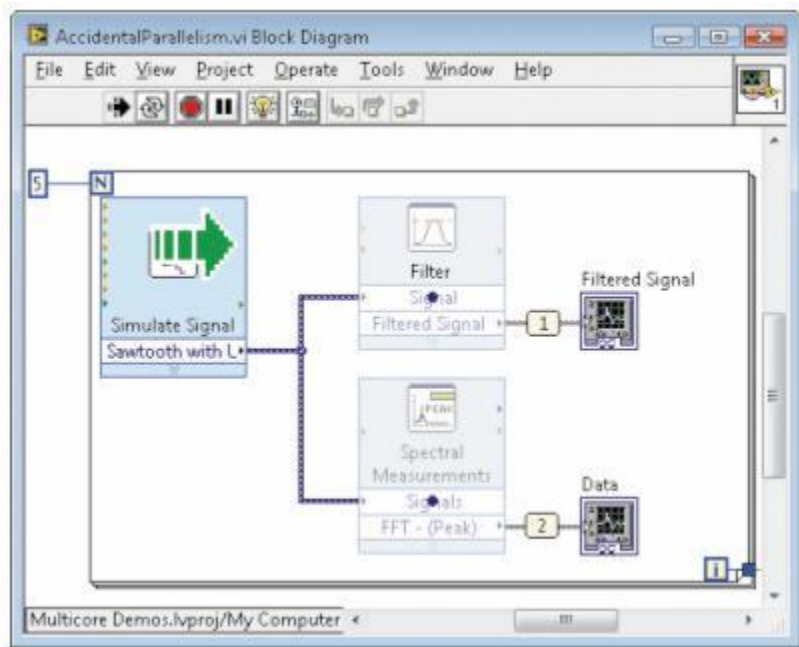 AccidentalParallelism.vi Block Diagram
File Edit View Project Operate Tools Window Help
1
5
N
Simulate Signal
Sawtooth with L
Filter
Signal
Filtered Signal
1
Filtered Signal
Spectral
Measurements
Signals
FFT - (Peak)
2
Data
i
Multicore Demos.lvproj/My Computer